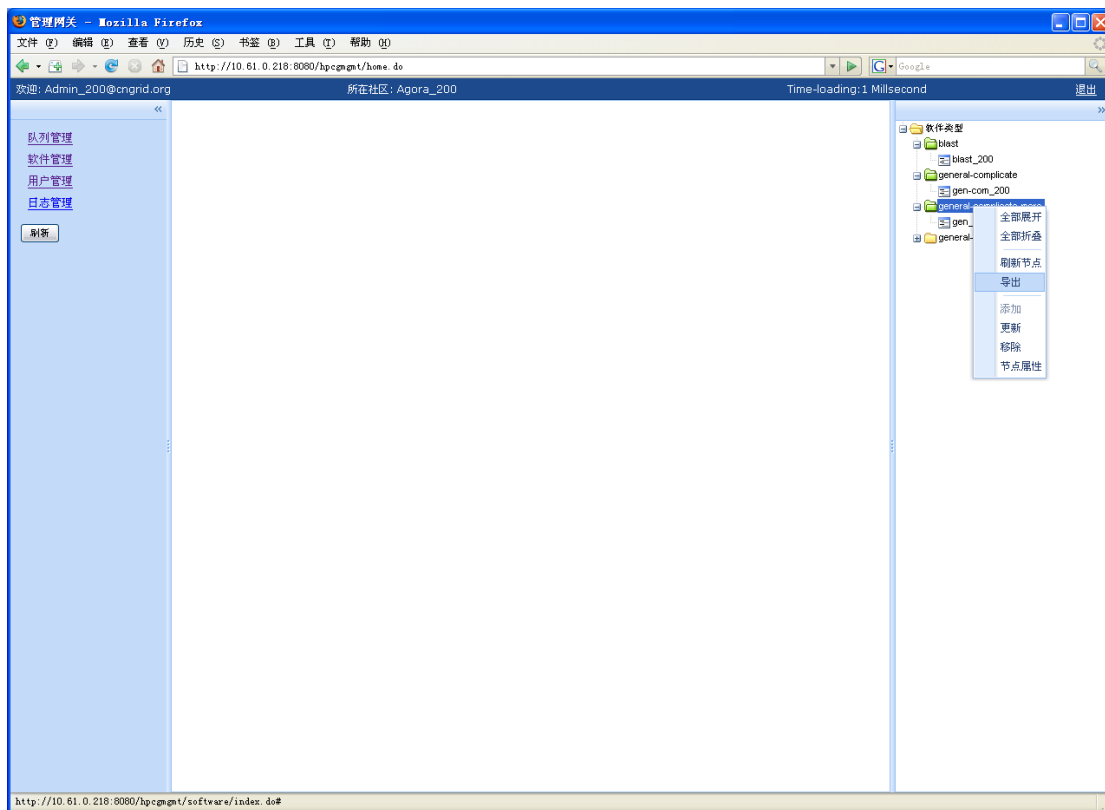 管理网关 - Mozilla Firefox
文件 (F) 编辑 (E) 查看 (V) 历史 (S) 书签 (B) 工具 (T) 帮助 (H)
http://10.61.0.218:8080/hpcgmgmt/home.do
G Google
欢迎: Admin_200@cngrid.org 所在社区: Agora_200 Time-loading:1 Millsecond 退出
« »
队列管理
软件管理
用户管理
日志管理
刷新
软件类型
blast
blast_200
general-complicate
gen-com_200
general-complicate-more
gen_
general-
全部展开
全部折叠
刷新节点
导出
添加
更新
移除
节点属性
http://10.61.0.218:8080/hpcgmgmt/software/index.do#